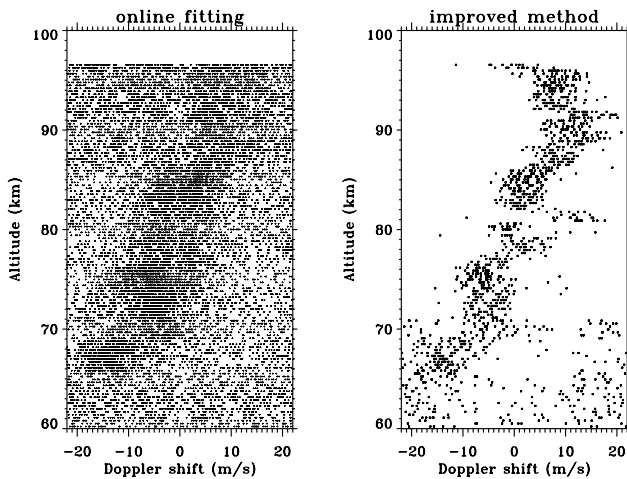 online fitting
improved method
100
90
80
70
60
Altitude (km)
−20 −10 0 10 20
Doppler shift (m/s)
100
90
80
70
60
Altitude (km)
−20 −10 0 10 20
Doppler shift (m/s)